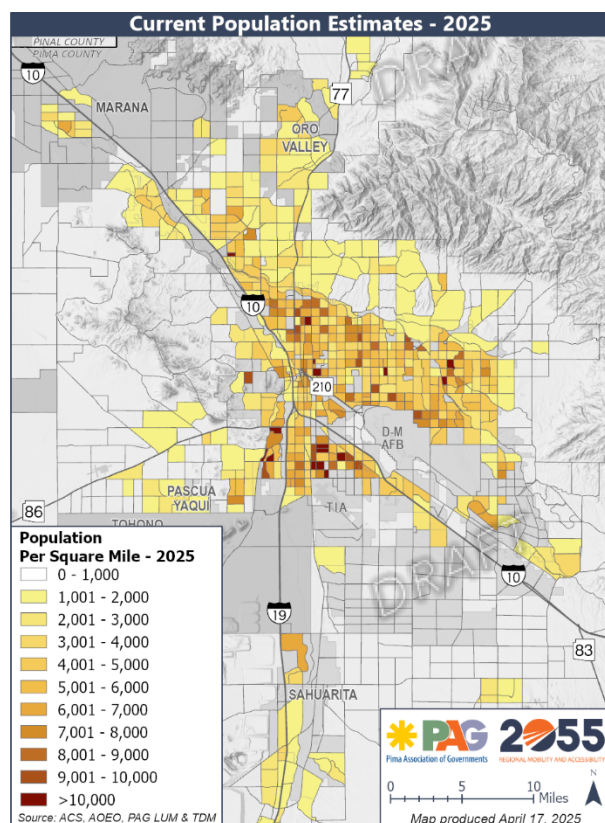 Current Population Estimates - 2025
PINAL COUNTY
PIMA COUNTY
10
MARANA
77
DRAFT
ORO
VALLEY
10
210
D-M
AFB
PASCUA
YAQUI
86
TOHONO
TIA
DRAFT
10
19
83
SAHUARITA
Population
Per Square Mile - 2025
0 - 1,000
1,001 - 2,000
2,001 - 3,000
3,001 - 4,000
4,001 - 5,000
5,001 - 6,000
6,001 - 7,000
7,001 - 8,000
8,001 - 9,000
9,001 - 10,000
>10,000
Source: ACS, AOEO, PAG LUM & TDM
PAG
Pima Association of Governments
2055
REGIONAL MOBILITY AND ACCESSIBILITY
N
0 5 10
Miles
Map produced April 17, 2025